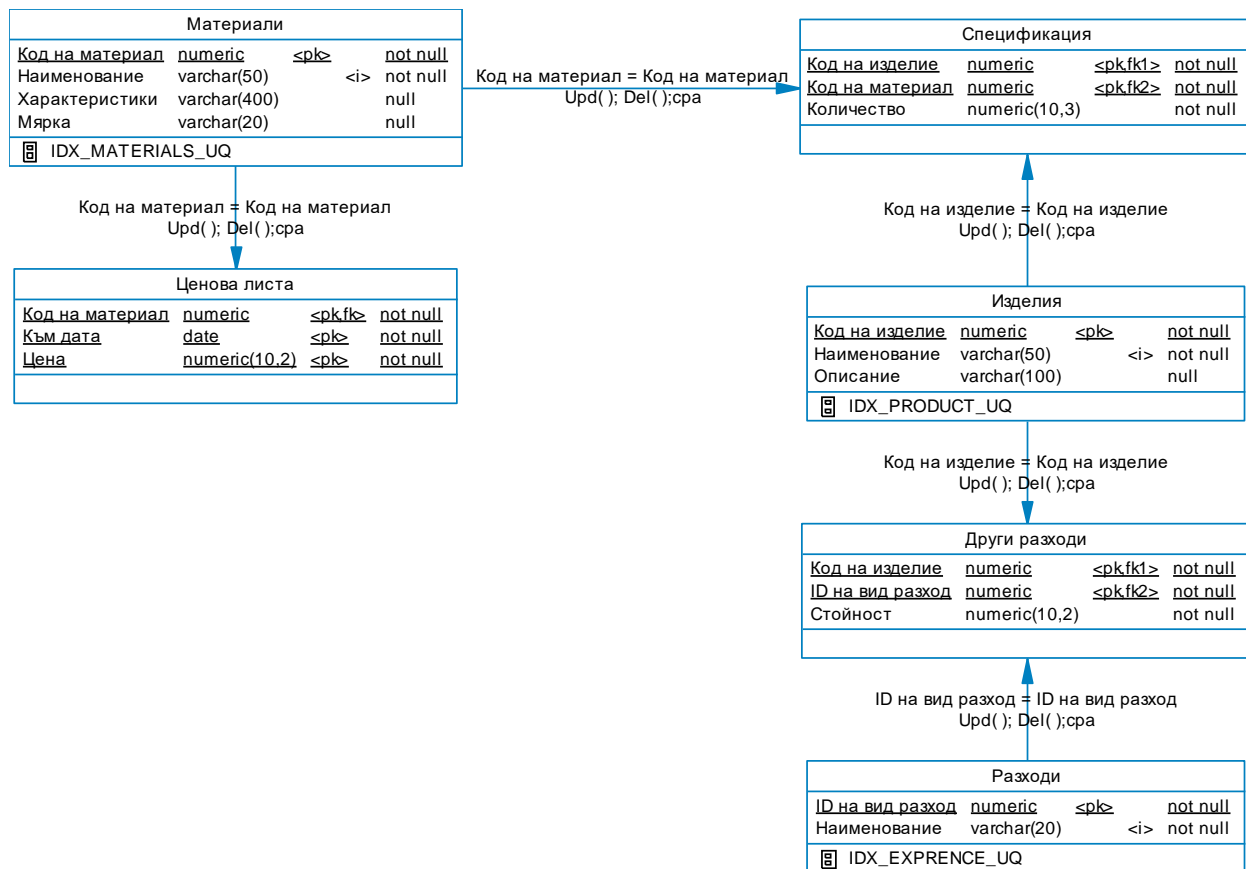 Материали
Код на материал numeric <pk> not null
Наименование varchar(50) <i> not null
Характеристики varchar(400) null
Мярка varchar(20) null
IDX_MATERIALS_UQ
Код на материал = Код на материал
Upd( ); Del( );cpa
Спецификация
Код на изделие numeric <pk,fk1> not null
Код на материал numeric <pk,fk2> not null
Количество numeric(10,3) not null
Код на материал = Код на материал
Upd( ); Del( );cpa
Ценова листа
Код на материал numeric <pk,fk> not null
Към дата date <pk> not null
Цена numeric(10,2) <pk> not null
Код на изделие = Код на изделие
Upd( ); Del( );cpa
Изделия
Код на изделие numeric <pk> not null
Наименование varchar(50) <i> not null
Описание varchar(100) null
IDX_PRODUCT_UQ
Код на изделие = Код на изделие
Upd( ); Del( );cpa
Други разходи
Код на изделие numeric <pk,fk1> not null
ID на вид разход numeric <pk,fk2> not null
Стойност numeric(10,2) not null
ID на вид разход = ID на вид разход
Upd( ); Del( );cpa
Разходи
ID на вид разход numeric <pk> not null
Наименование varchar(20) <i> not null
IDX_EXPRENCE_UQ